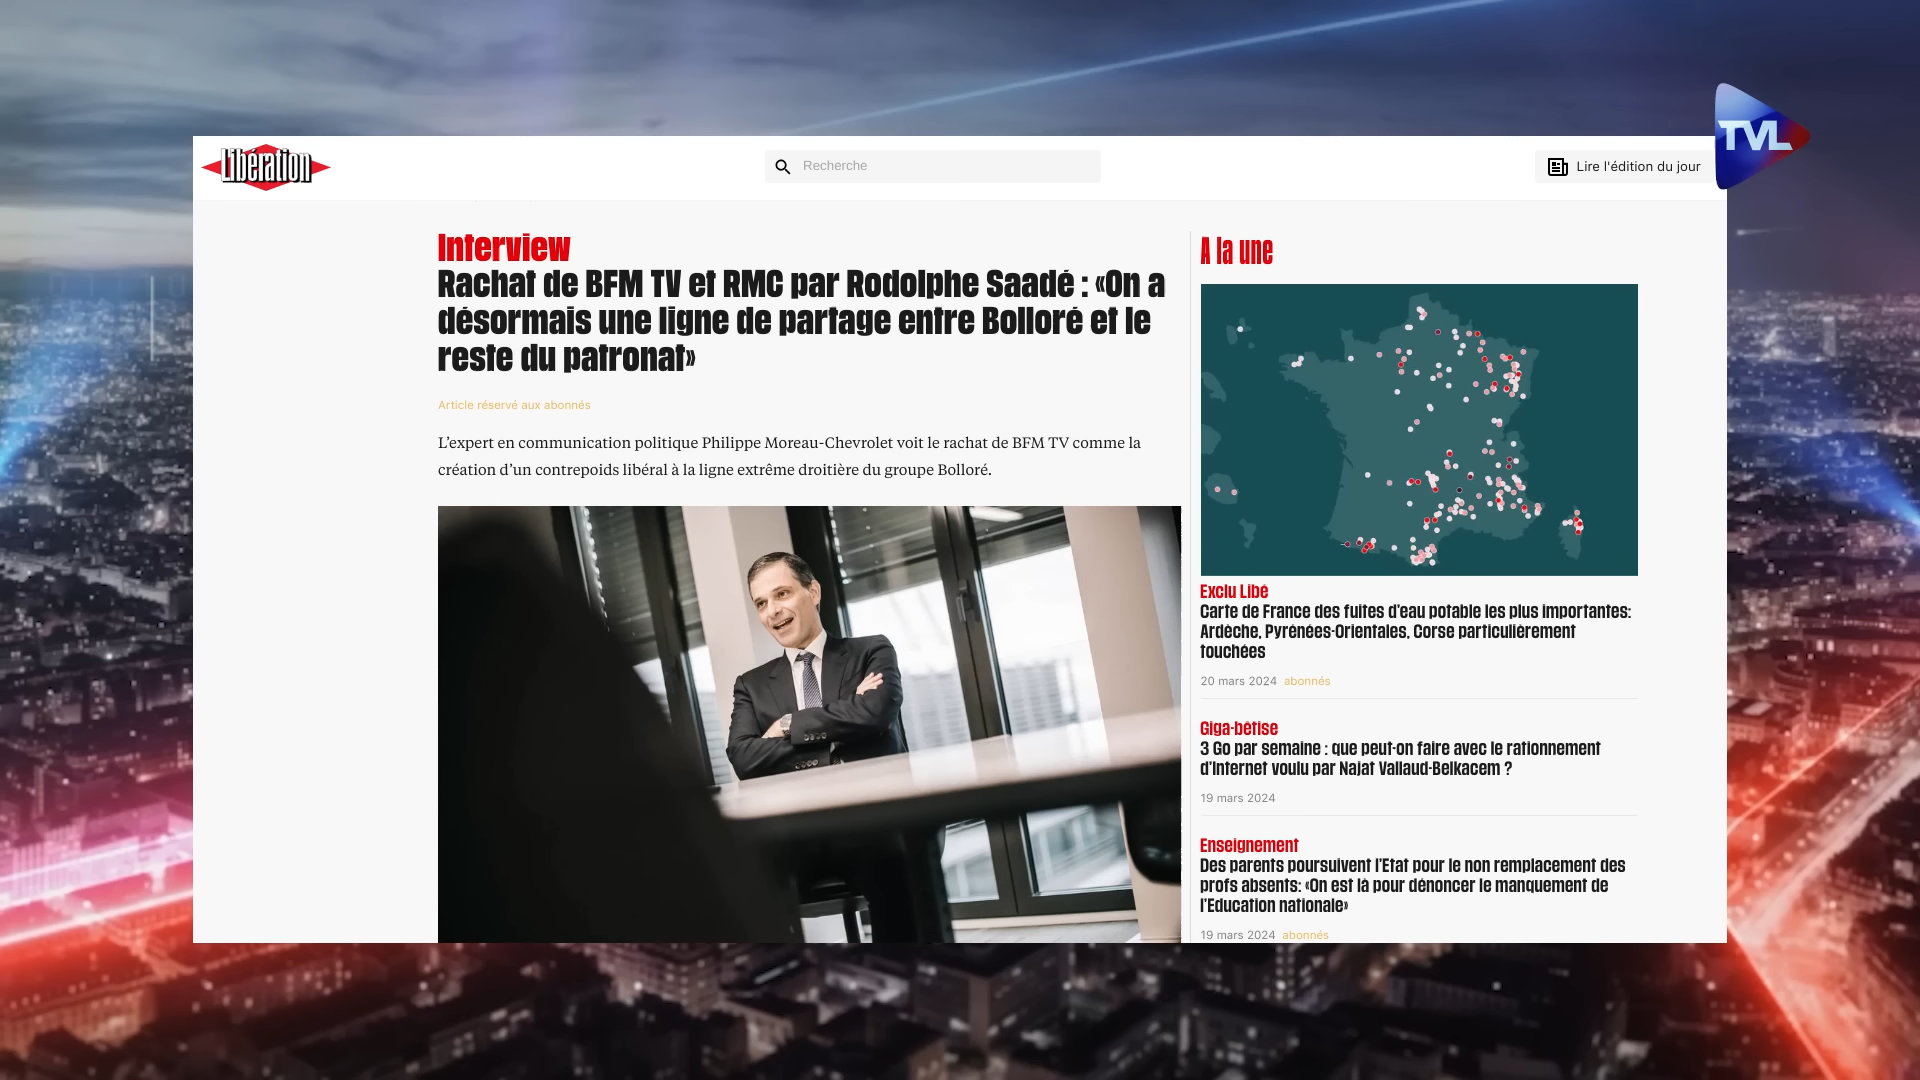 TVL
Libération
Recherche
Lire l'édition du jour
Interview
Rachat de BFM TV et RMC par Rodolphe Saadé : «On a
désormais une ligne de partage entre Bolloré et le
reste du patronat»
Article réservé aux abonnés
L'expert en communication politique Philippe Moreau-Chevrolet voit le rachat de BFM TV comme la
création d'un contrepoids libéral à la ligne extrême droitière du groupe Bolloré.
A la une
Exclu Libé
Carte de France des fuites d'eau potable les plus importantes:
Ardèche, Pyrénées-Orientales, Corse particulièrement
touchées
20 mars 2024 abonnés
Giga-bêtise
3 Go par semaine : que peut-on faire avec le rationnement
d'Internet voulu par Najat Vallaud-Belkacem ?
19 mars 2024
Enseignement
Des parents poursuivent l'Etat pour le non remplacement des
profs absents: «On est là pour dénoncer le manquement de
l'Education nationale»
19 mars 2024 abonnés